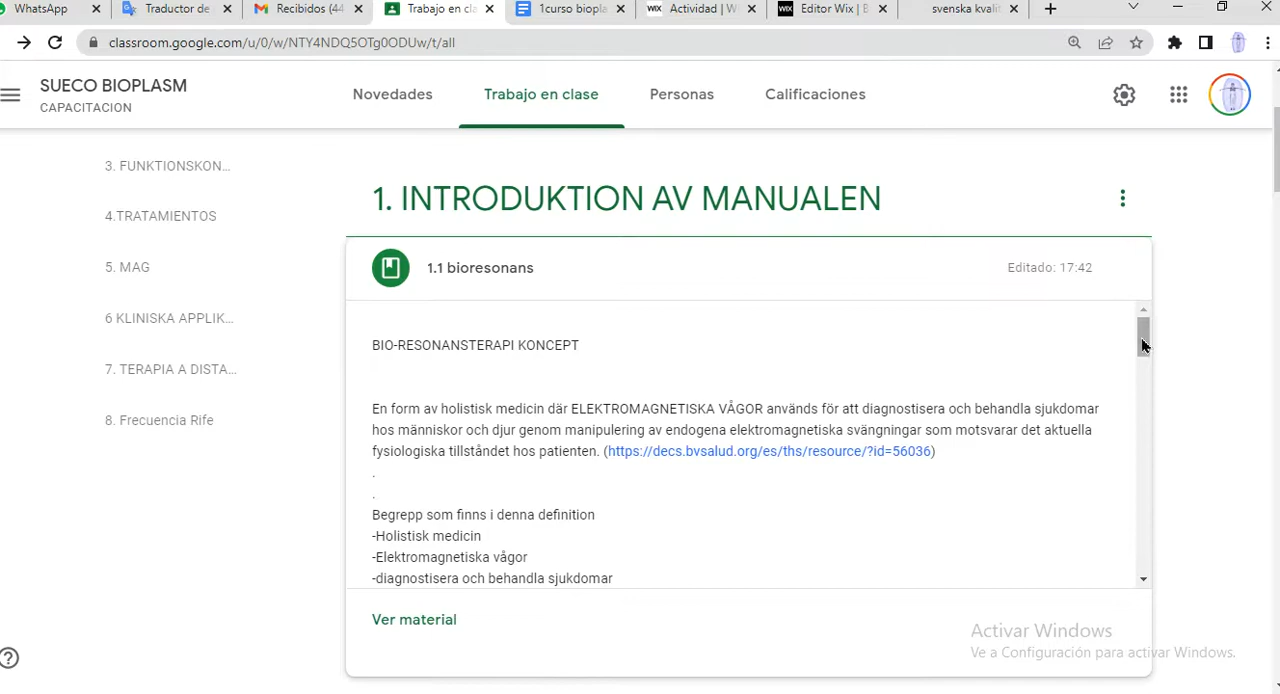 WhatsApp
Traductor de
Recibidos (44
Trabajo en cla
1curso biopla
WiX
Actividad | W
WiX
Editor Wix | B
svenska kvalit
classroom.google.com/u/0/w/NTY4NDQ5OTg0ODUw/t/all
SUECO BIOPLASM
CAPACITACION
Novedades
Trabajo en clase
Personas
Calificaciones
3. FUNKTIONSKON...
4.TRATAMIENTOS
5. MAG
6 KLINISKA APPLIK...
7. TERAPIA A DISTA...
8. Frecuencia Rife
1. INTRODUKTION AV MANUALEN
1.1 bioresonans
Editado: 17:42
BIO-RESONANSTERAPI KONCEPT
En form av holistisk medicin där ELEKTROMAGNETISKA VÅGOR används för att diagnostisera och behandla sjukdomar
hos människor och djur genom manipulering av endogena elektromagnetiska svängningar som motsvarar det aktuella
fysiologiska tillståndet hos patienten. (https://decs.bvsalud.org/es/ths/resource/?id=56036)
.
.
Begrepp som finns i denna definition
-Holistisk medicin
-Elektromagnetiska vågor
-diagnostisera och behandla sjukdomar
Ver material
Activar Windows
Ve a Configuración para activar Windows.